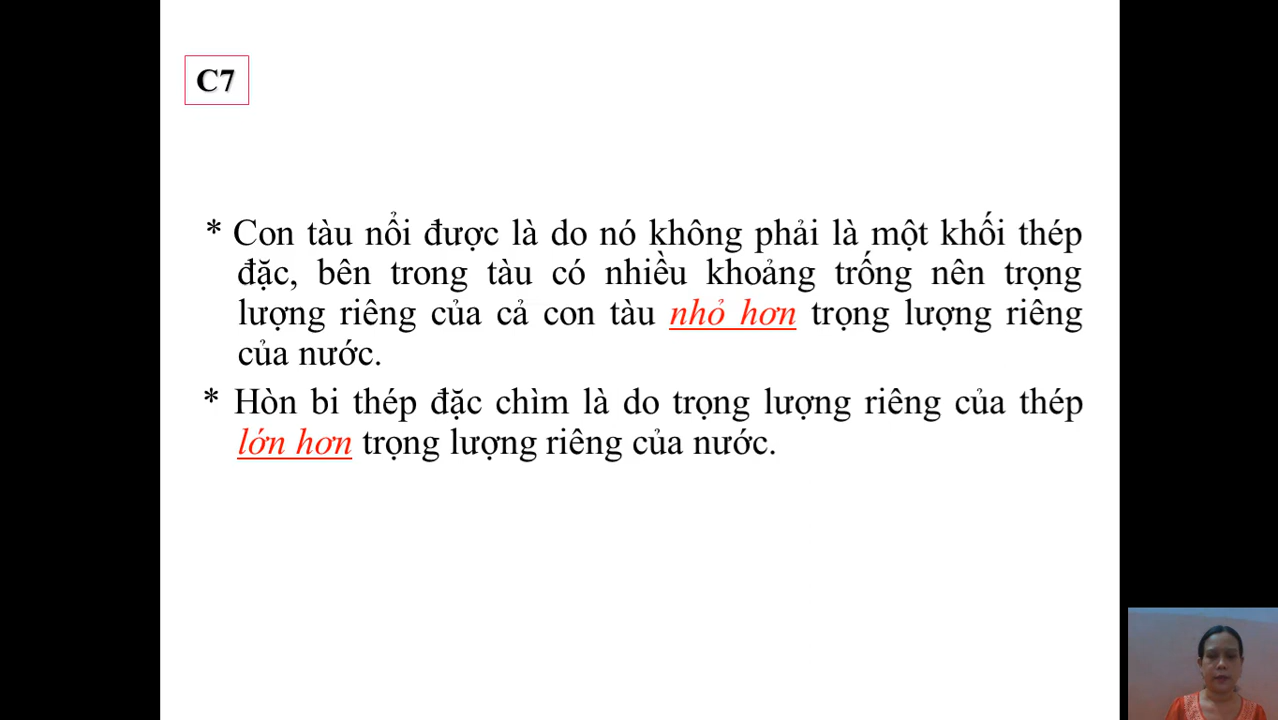 C7
* Con tàu nổi được là do nó không phải là một khối thép
đặc, bên trong tàu có nhiều khoảng trống nên trọng
lượng riêng của cả con tàu nhỏ hơn trọng lượng riêng
của nước.
* Hòn bi thép đặc chìm là do trọng lượng riêng của thép
lớn hơn trọng lượng riêng của nước.